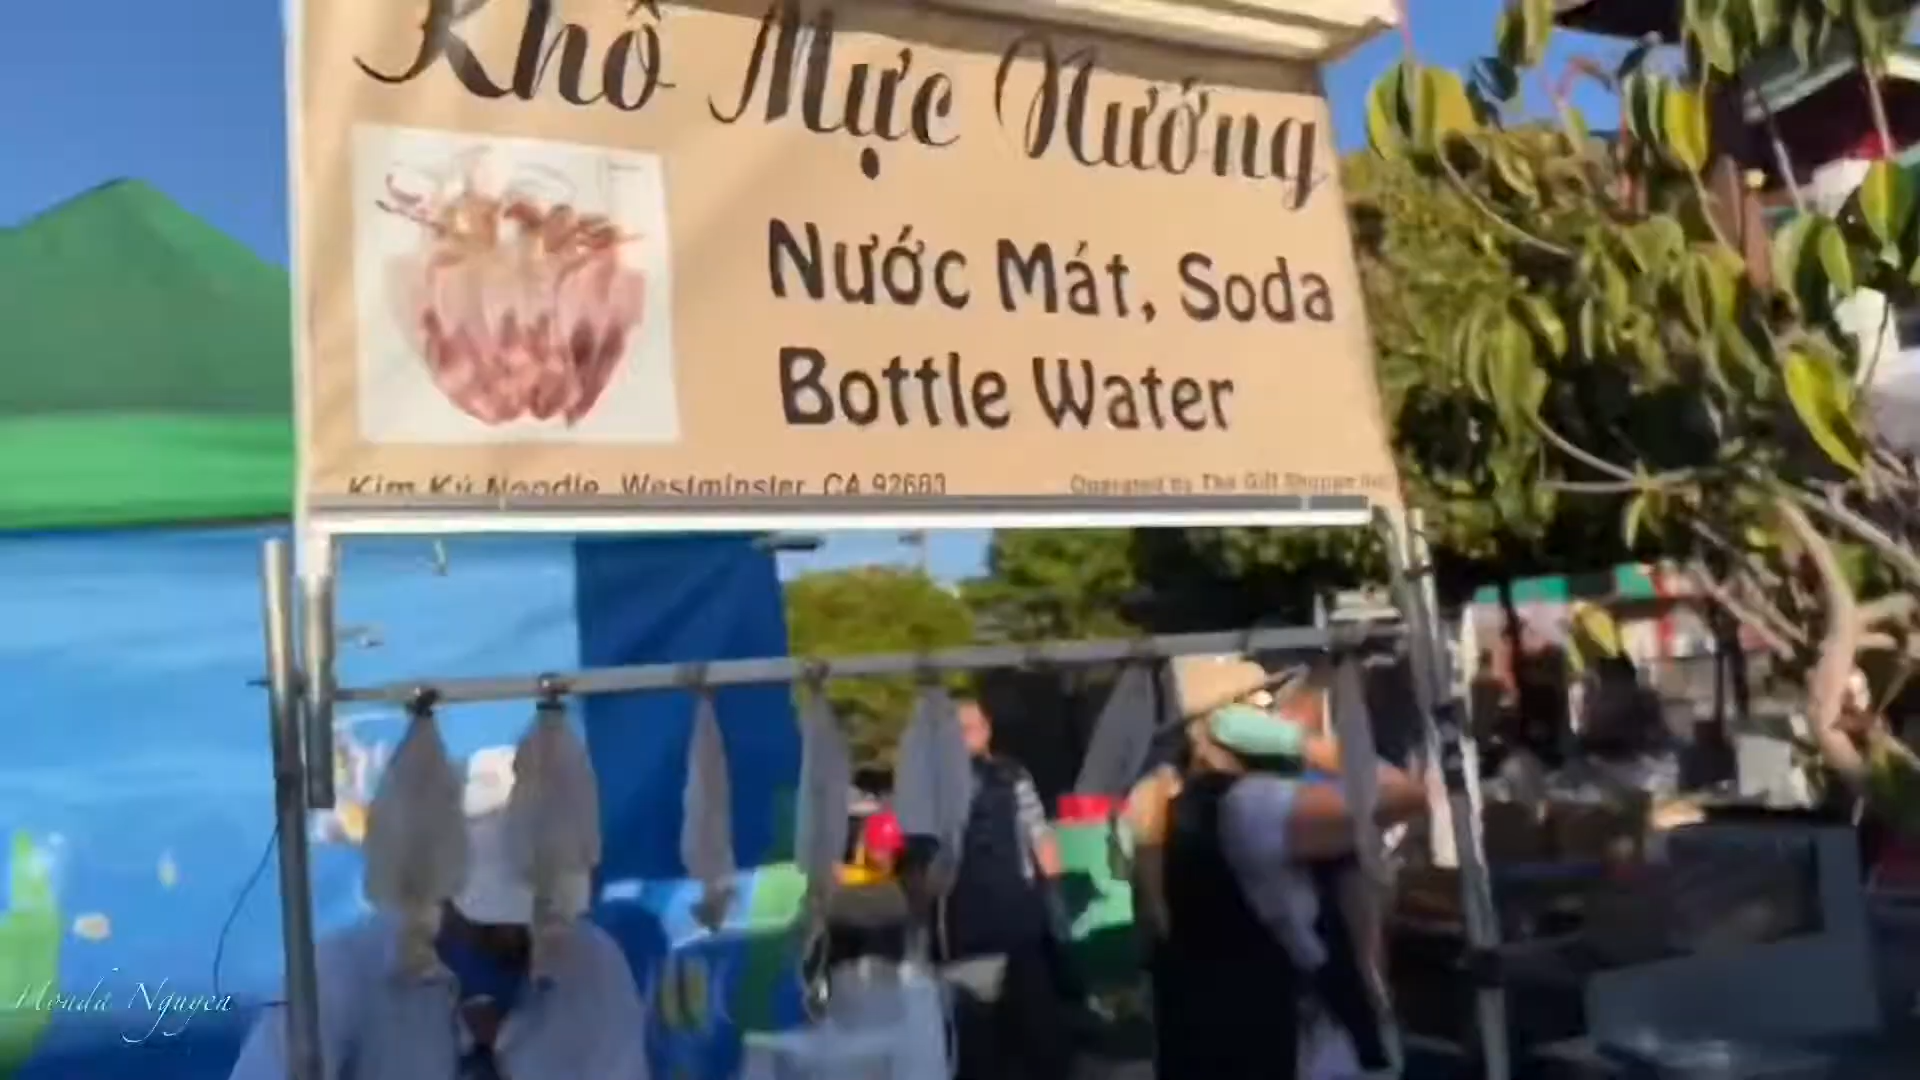 Khô Mực Nướng
Nước Mát, Soda
Bottle Water
Kim Ký Noodle, Westminster, CA 92683
Operated by The Gift Shoppe
Honda Nguyen